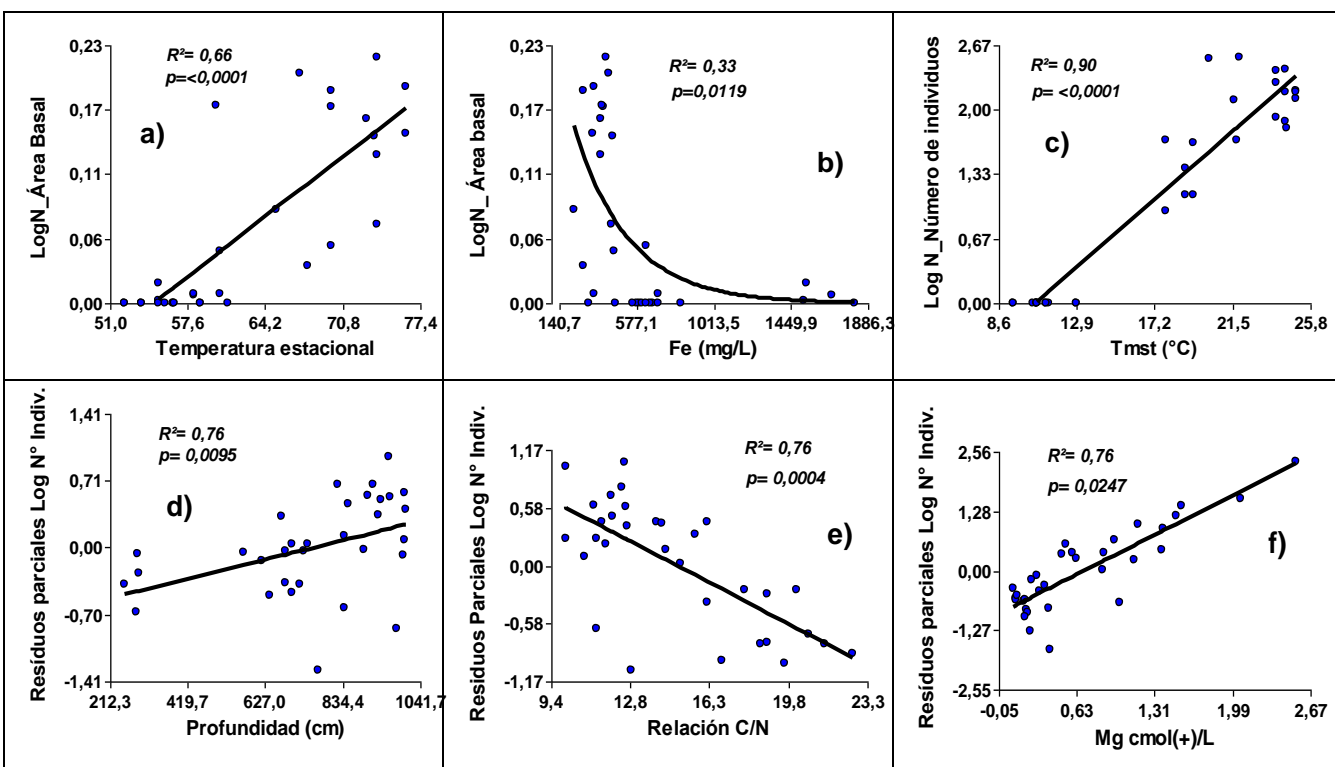 LogN_Área Basal
0,23
0,17
0,11
0,06
0,00
R²= 0,66
p=<0,0001
a)
51,0 57,6 64,2 70,8 77,4
Temperatura estacional
LogN_ Área basal
0,23
0,17
0,11
0,06
0,00
R²= 0,33
p=0,0119
b)
140,7 577,1 1013,5 1449,9 1886,3
Fe (mg/L)
Log N_Número de individuos
2,67
2,00
1,33
0,67
0,00
R²= 0,90
p= <0,0001
c)
8,6 12,9 17,2 21,5 25,8
Tmst (°C)
Resíduos parciales Log N° Indiv.
1,41
0,71
0,00
-0,70
-1,41
R²= 0,76
p= 0,0095
d)
212,3 419,7 627,0 834,4 1041,7
Profundidad (cm)
Residuos Parciales Log N° Indiv.
1,17
0,58
0,00
-0,58
-1,17
R²= 0,76
p= 0,0004
e)
9,4 12,8 16,3 19,8 23,3
Relación C/N
Resíduos parciales Log N° Indiv.
2,56
1,28
0,00
-1,27
-2,55
R²= 0,76
p= 0,0247
f)
-0,05 0,63 1,31 1,99 2,67
Mg cmol(+)/L